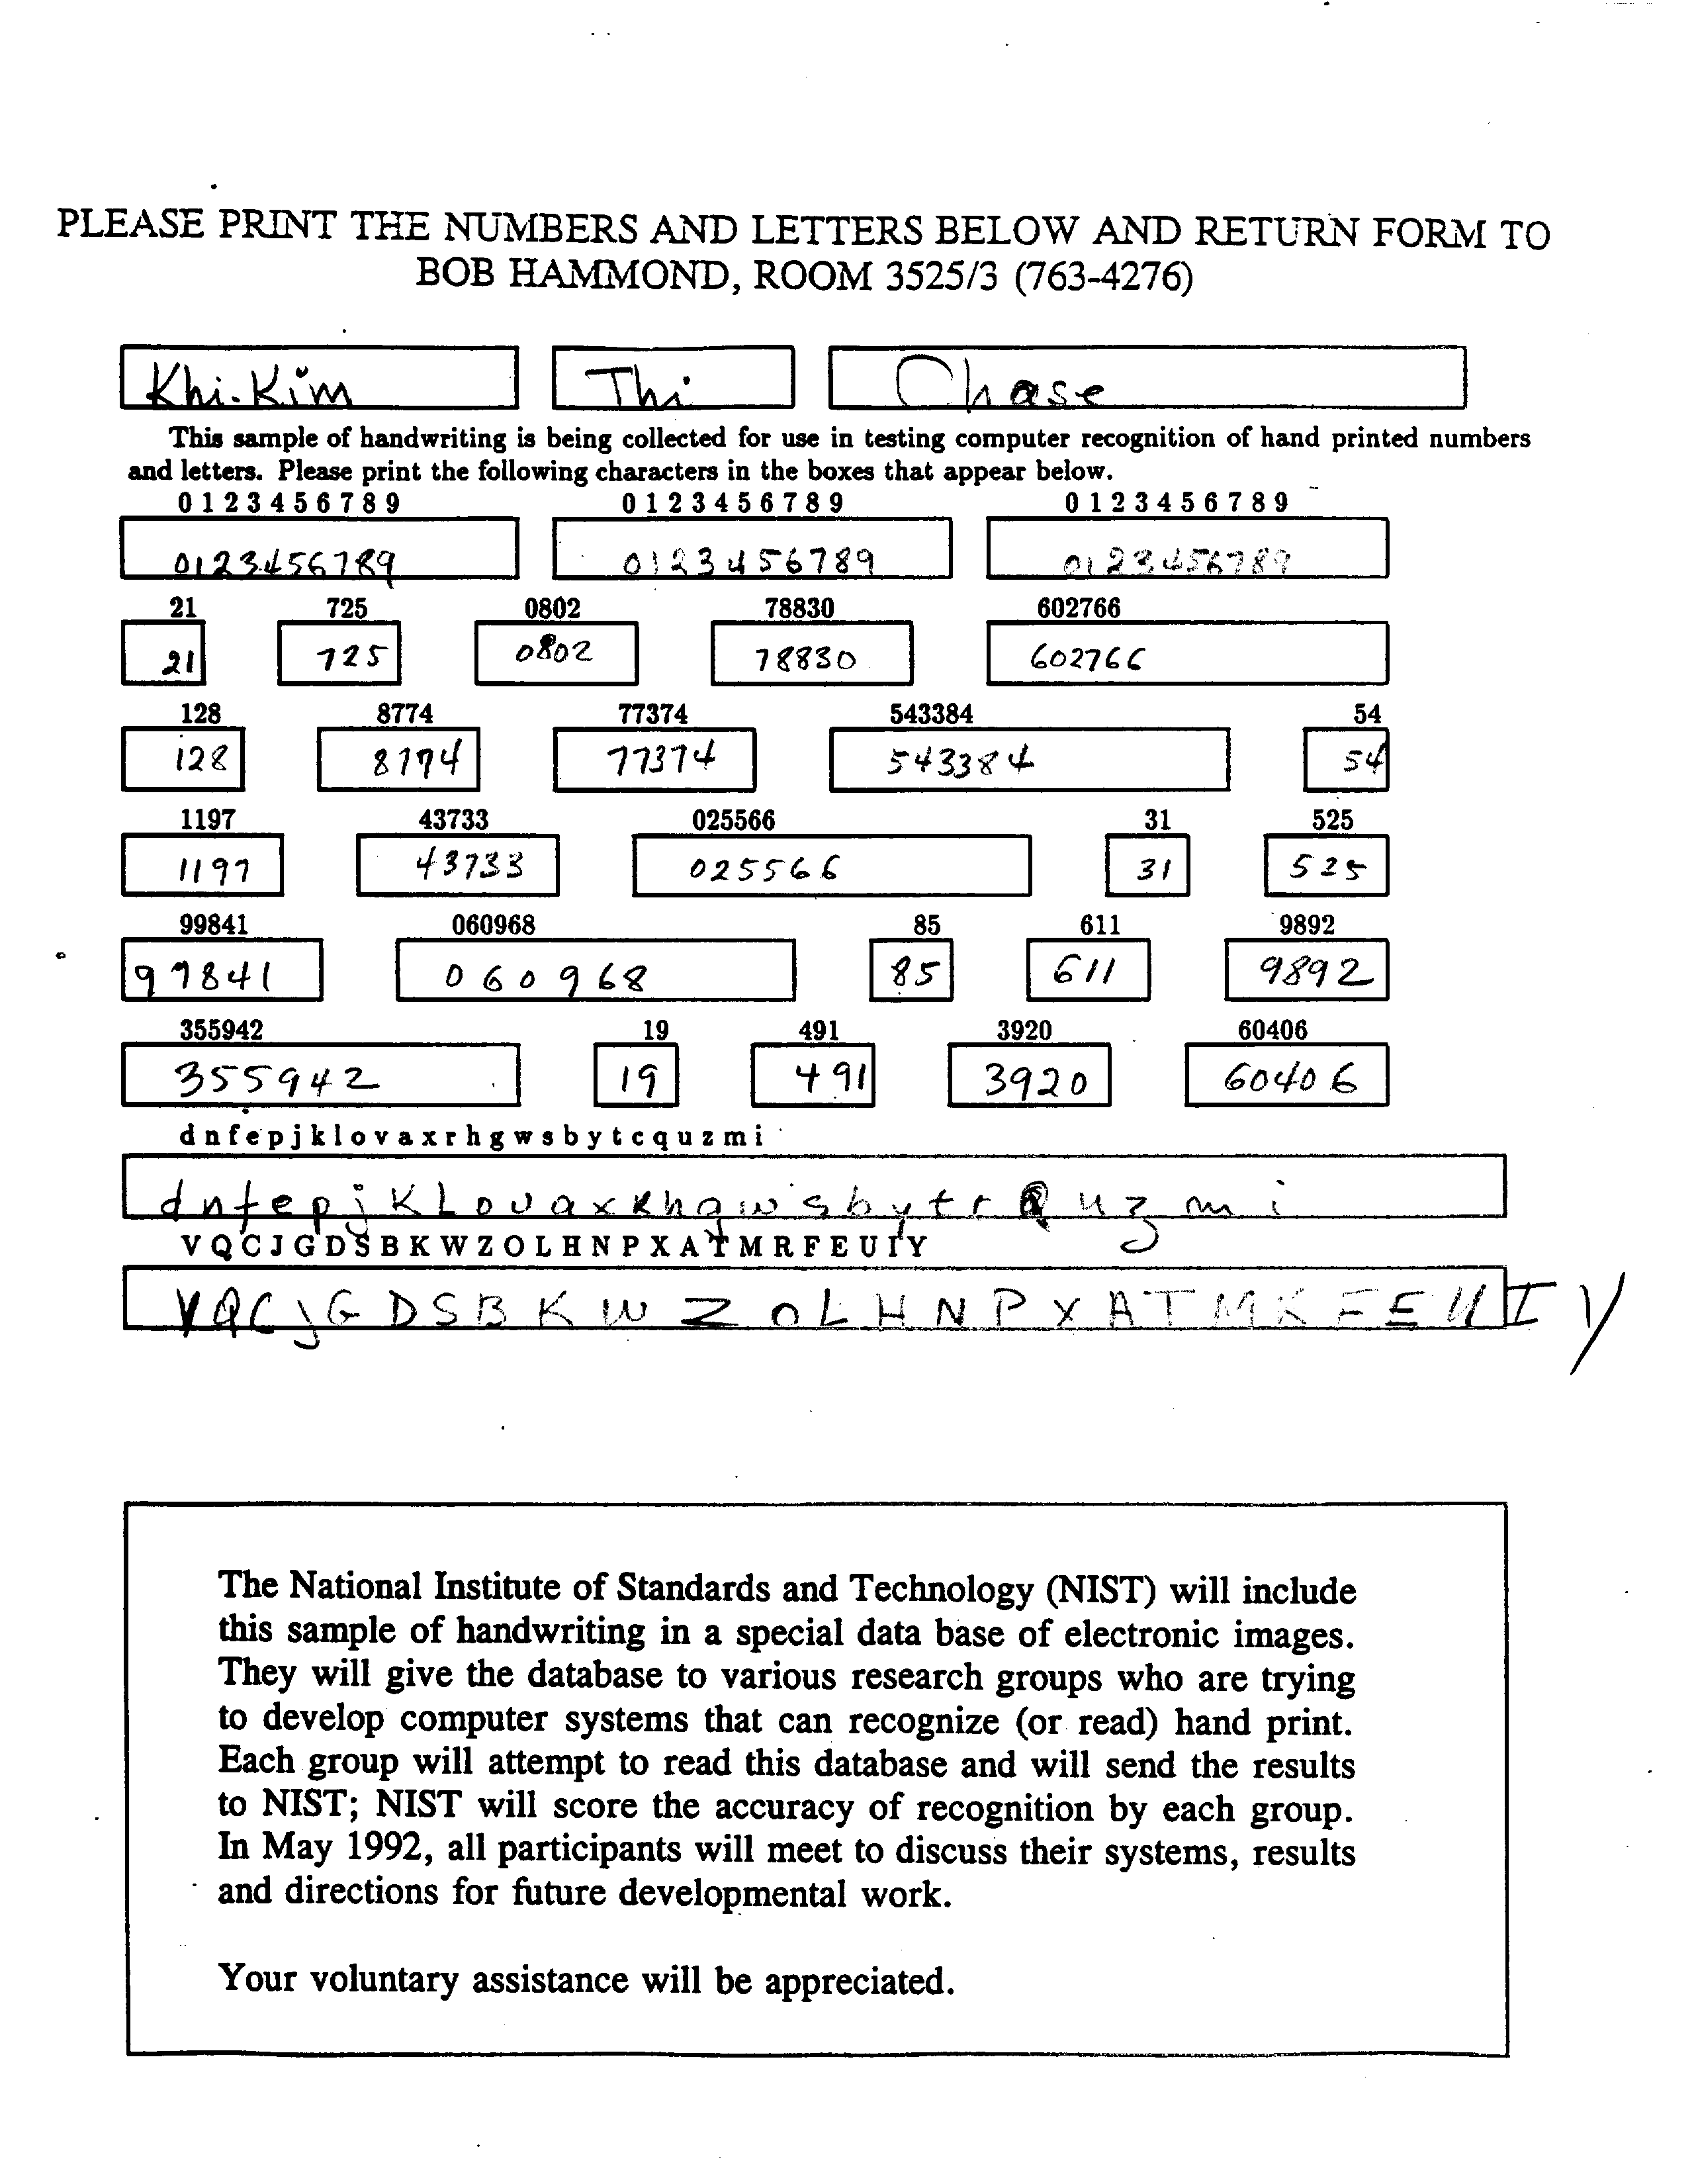 PLEASE PRINT THE NUMBERS AND LETTERS BELOW AND RETURN FORM TO
BOB HAMMOND, ROOM 3525/3 (763-4276)
Khi-Kim Thi Chase
This sample of handwriting is being collected for use in testing computer recognition of hand printed numbers
and letters. Please print the following characters in the boxes that appear below.
0 1 2 3 4 5 6 7 8 9 0 1 2 3 4 5 6 7 8 9 0 1 2 3 4 5 6 7 8 9
0123456789 0123456789 0123456789
21 725 0802 78830 602766
21 725 0802 78830 602766
128 8774 77374 543384 54
128 8774 77374 543384 54
1197 43733 025566 31 525
1197 43733 025566 31 525
99841 060968 85 611 9892
99841 060968 85 611 9892
355942 19 491 3920 60406
355942 19 491 3920 60406
d n f e p j k l o v a x r h g w s b y t c q u z m i
d n f e p j K L o v a x R h g w s b y t c q u z m i
V Q C J G D S B K W Z O L H N P X A T M R F E U I Y
V Q C j G D S B K W Z O L H N P X A T M R F E U I Y
The National Institute of Standards and Technology (NIST) will include
this sample of handwriting in a special data base of electronic images.
They will give the database to various research groups who are trying
to develop computer systems that can recognize (or read) hand print.
Each group will attempt to read this database and will send the results
to NIST; NIST will score the accuracy of recognition by each group.
In May 1992, all participants will meet to discuss their systems, results
and directions for future developmental work.
Your voluntary assistance will be appreciated.